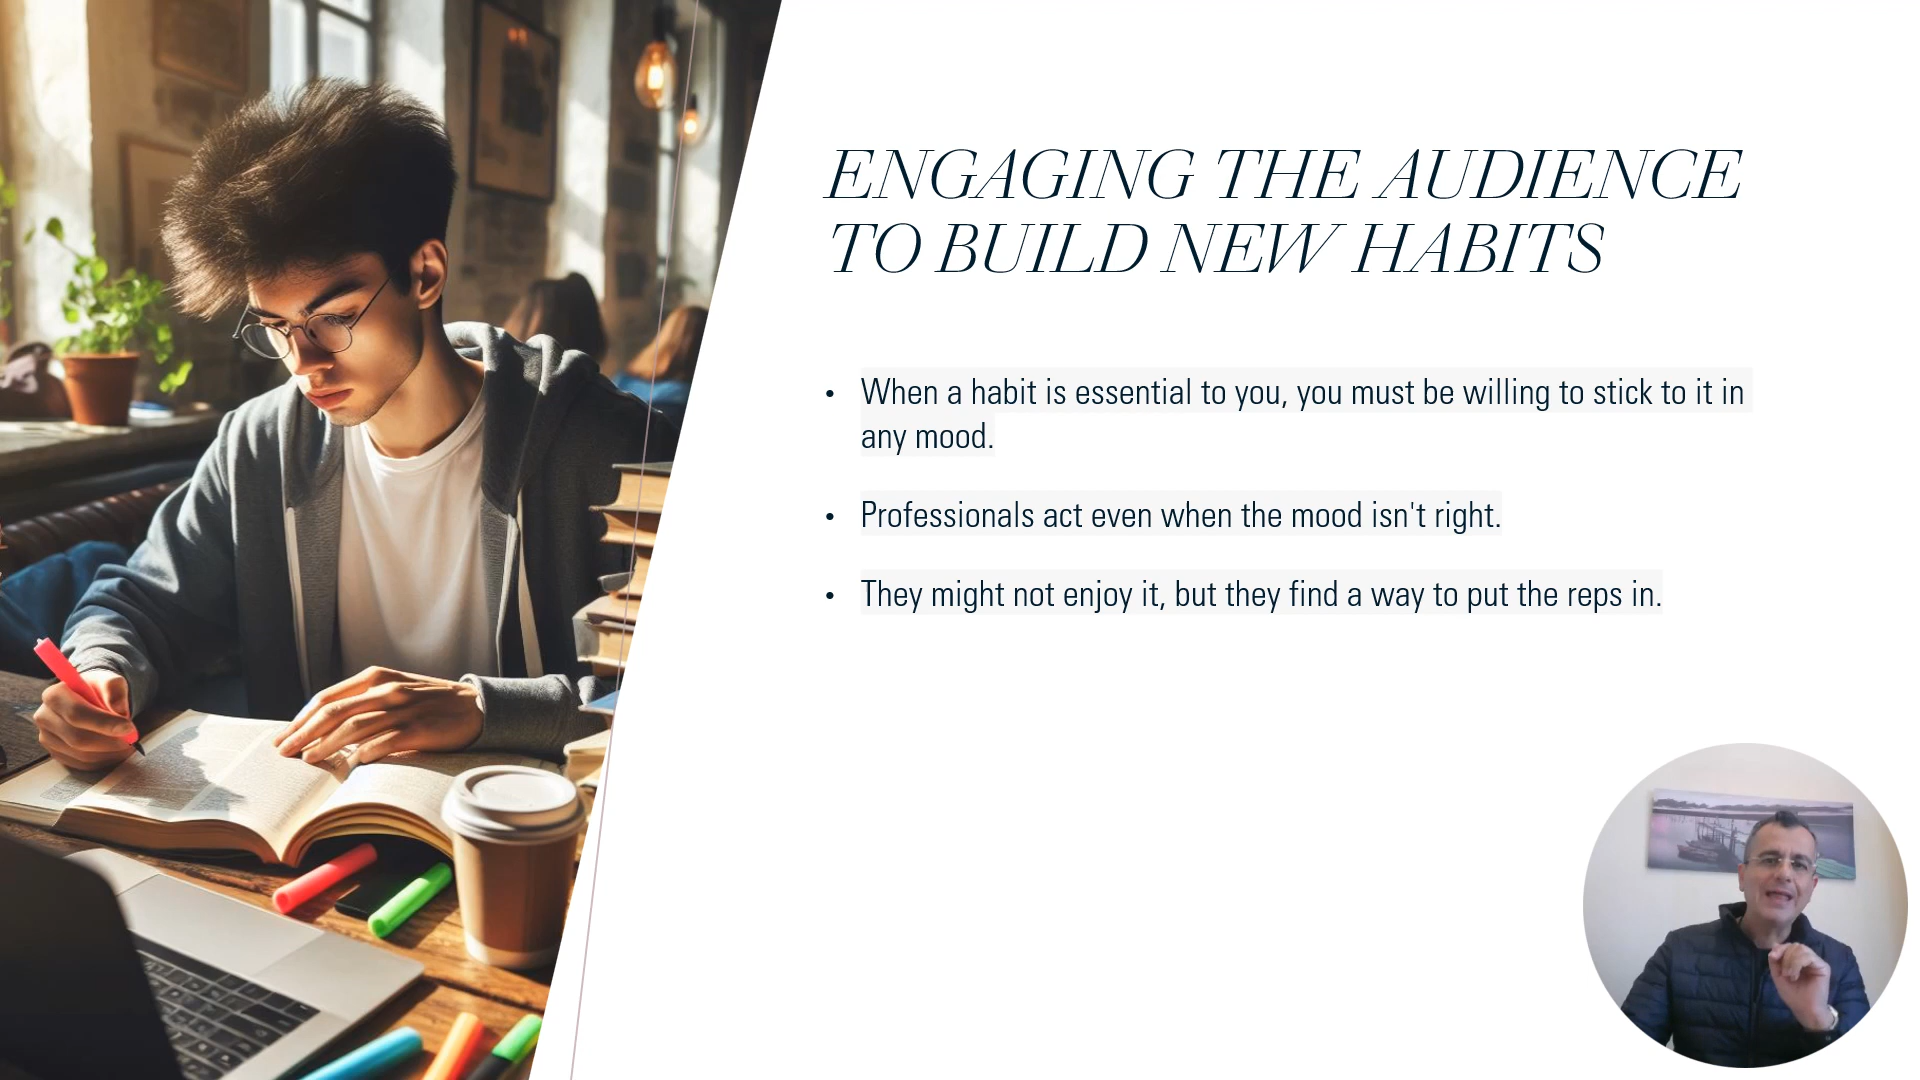 ENGAGING THE AUDIENCE
TO BUILD NEW HABITS
• When a habit is essential to you, you must be willing to stick to it in
any mood.
• Professionals act even when the mood isn't right.
• They might not enjoy it, but they find a way to put the reps in.